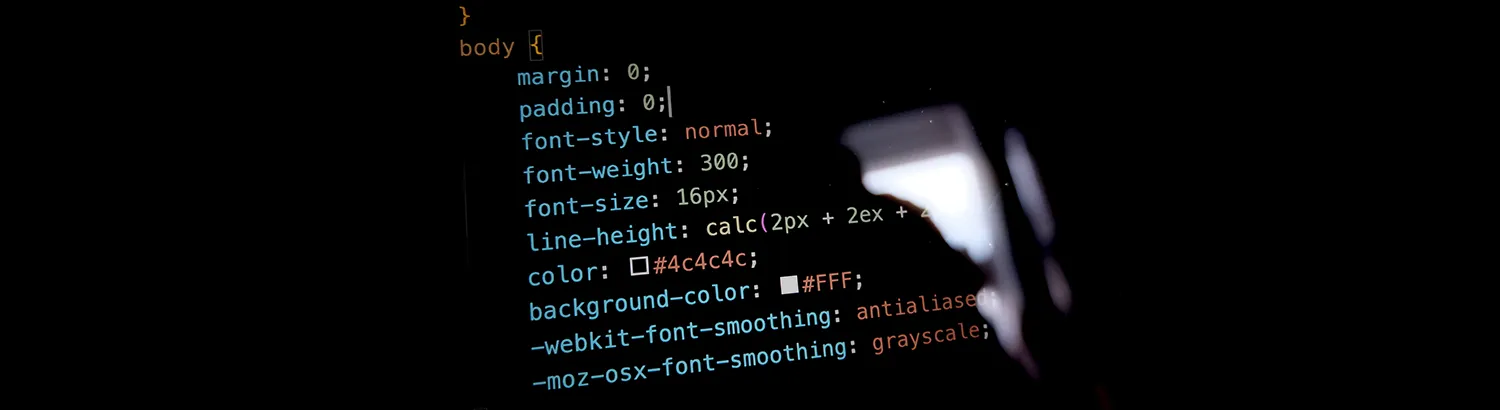 }
body {
margin: 0;
padding: 0;
font-style: normal;
font-weight: 300;
font-size: 16px;
line-height: calc(2px + 2ex +
color: #4c4c4c;
background-color: #FFF;
-webkit-font-smoothing: antialiased;
-moz-osx-font-smoothing: grayscale;